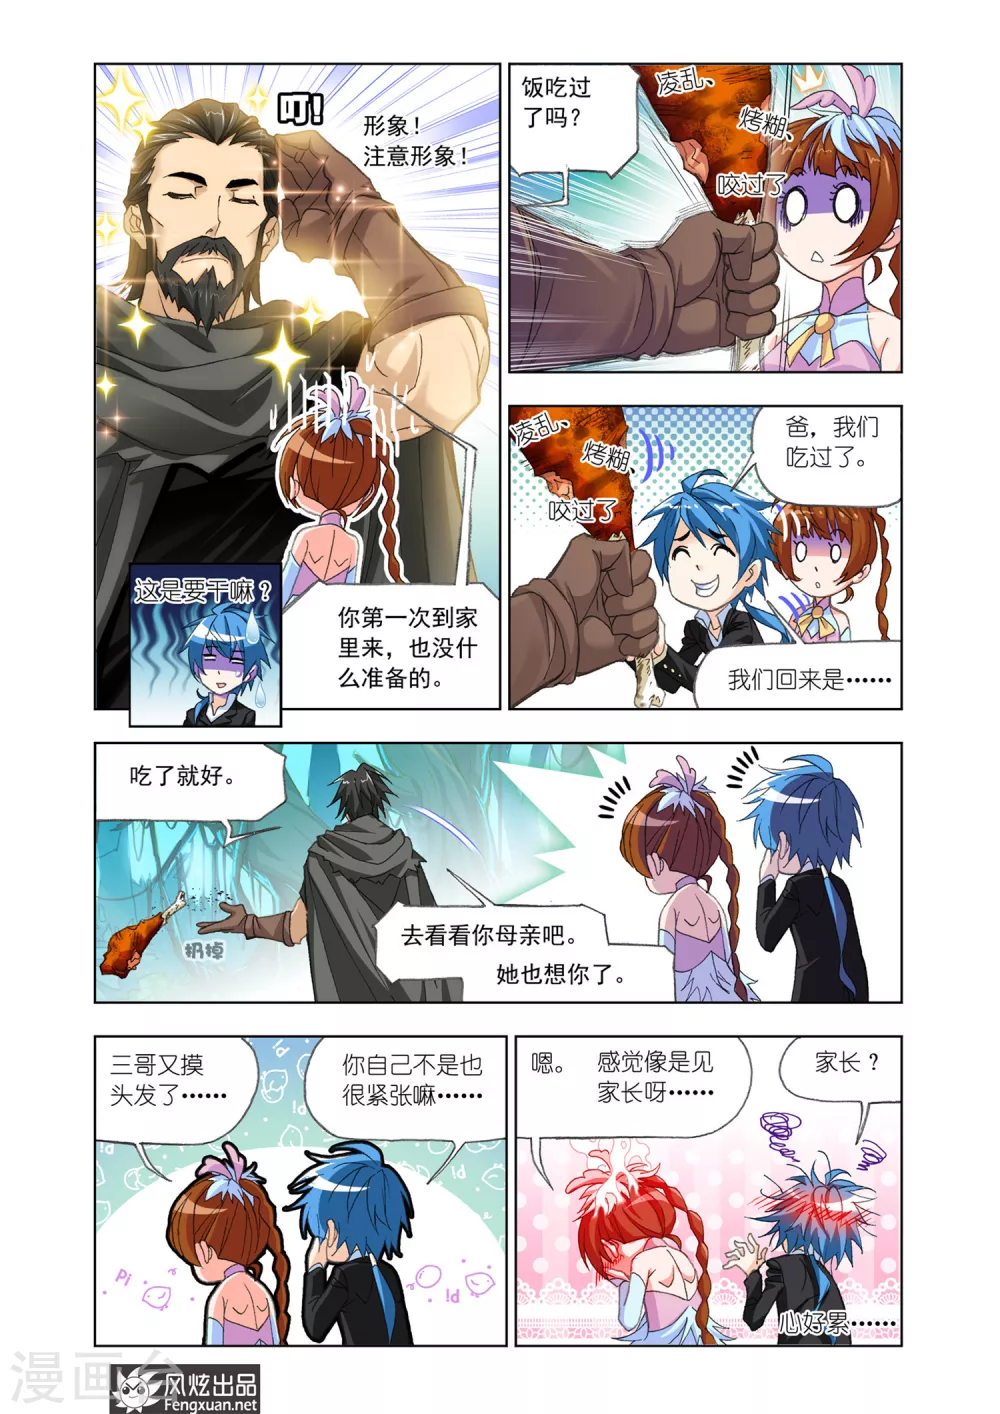 叮!
形象!
注意形象!
这是要干嘛?
你第一次到家
里来，也没什
么准备的。
饭吃过
了吗?
凌乱、
烤糊、
咬过了
爸，我们
吃过了。
凌乱、
烤糊、
咬过了
我们回来是……
吃了就好。
扔掉
去看看你母亲吧。
她也想你了。
三哥又摸
头发了……
你自己不是也
很紧张嘛……
Pi
Pi
Pi
Pi
Pi
Pi
嗯。
感觉像是见
家长呀……
家长?
心好累……
漫画台
风炫出品
Fengxuan.net